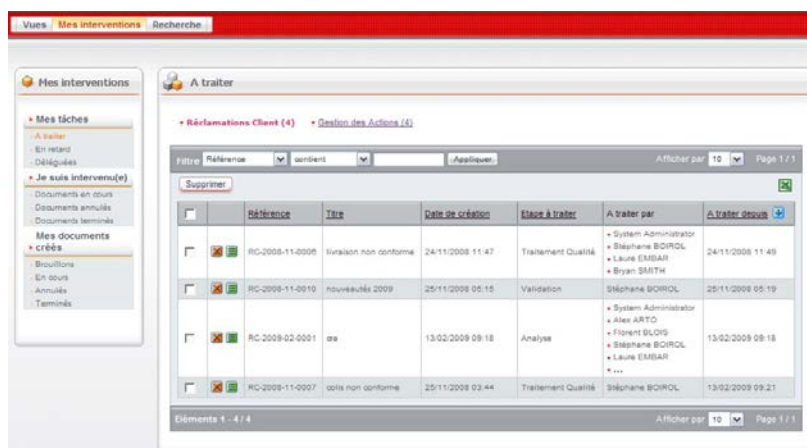 Vues Mes interventions Recherche
Mes interventions
Mes tâches
A traiter
En retard
Déléguées
Je suis intervenu(e)
Documents en cours
Documents annulés
Documents terminés
Mes documents
créés
Brouillons
En cours
Annulés
Terminés
A traiter
Réclamations Client (4) Gestion des Actions (4)
Filtre Référence contient Appliquer Afficher par 10 Page 1 / 1
Supprimer
Référence Titre Date de création Etape à traiter A traiter par A traiter depuis
RC-2008-11-0006 livraison non conforme 24/11/2008 11:47 Traitement Qualité System Administrator 24/11/2008 11:49
Stéphane BOIROL
Laure EMBAR
Bryan SMITH
RC-2008-11-0010 nouveautés 2009 25/11/2008 05:15 Validation Stéphane BOIROL 25/11/2008 05:19
RC-2009-02-0001 13/02/2009 09:18 Analyse System Administrator 13/02/2009 09:18
Alex ARTO
Florent BLOIS
Stéphane BOIROL
Laure EMBAR
...
RC-2008-11-0007 colis non conforme 25/11/2008 03:44 Traitement Qualité Stéphane BOIROL 13/02/2009 09:21
Eléments 1 - 4 / 4 Afficher par 10 Page 1 / 1